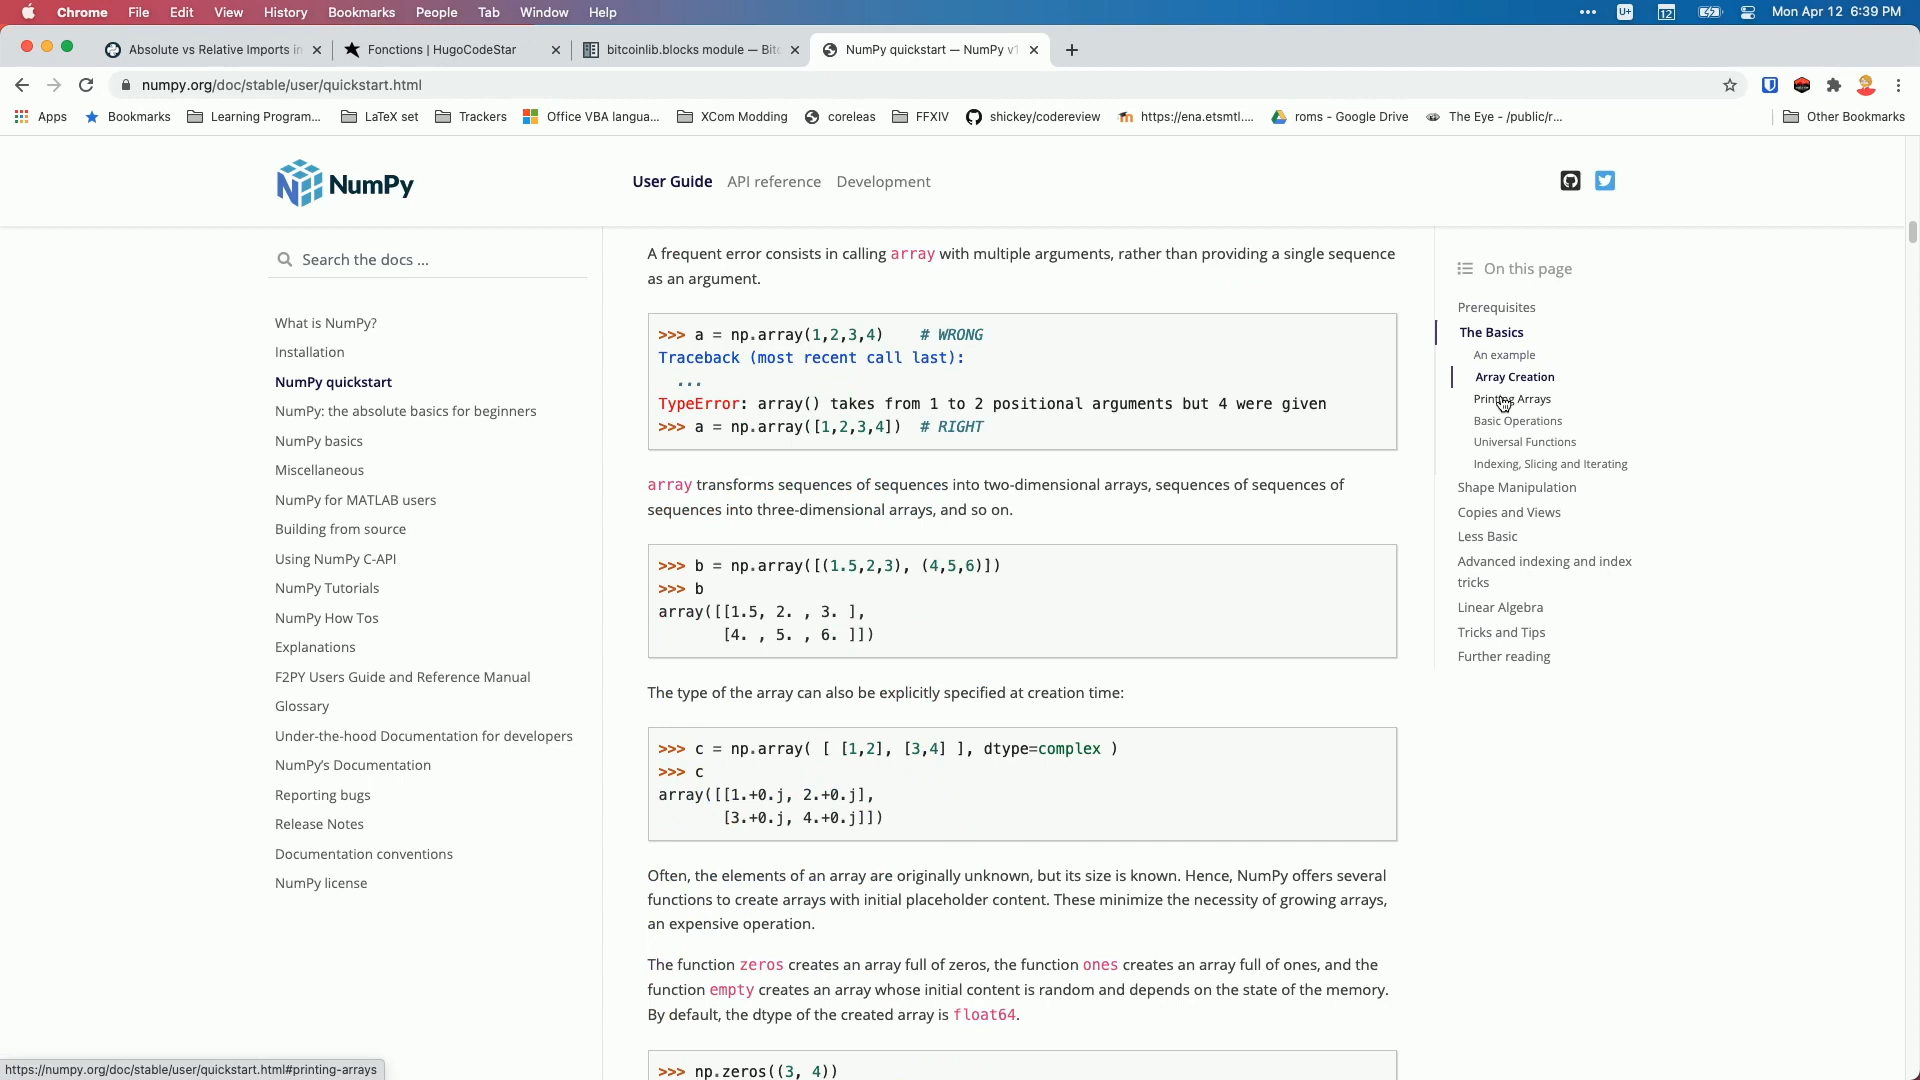 Chrome File Edit View History Bookmarks People Tab Window Help
U+ 12 Mon Apr 12 6:39 PM
Absolute vs Relative Imports in
Fonctions | HugoCodeStar
bitcoinlib.blocks module — Bitc
NumPy quickstart — NumPy v1
numpy.org/doc/stable/user/quickstart.html
Apps Bookmarks Learning Program... LaTeX set Trackers Office VBA langua... XCom Modding coreleas FFXIV shickey/codereview https://ena.etsmtl.... roms - Google Drive The Eye - /public/r... Other Bookmarks
NumPy
User Guide API reference Development
Search the docs ...
What is NumPy?
Installation
NumPy quickstart
NumPy: the absolute basics for beginners
NumPy basics
Miscellaneous
NumPy for MATLAB users
Building from source
Using NumPy C-API
NumPy Tutorials
NumPy How Tos
Explanations
F2PY Users Guide and Reference Manual
Glossary
Under-the-hood Documentation for developers
NumPy's Documentation
Reporting bugs
Release Notes
Documentation conventions
NumPy license
A frequent error consists in calling array with multiple arguments, rather than providing a single sequence
as an argument.
>>> a = np.array(1,2,3,4)    # WRONG
Traceback (most recent call last):
  ...
TypeError: array() takes from 1 to 2 positional arguments but 4 were given
>>> a = np.array([1,2,3,4])  # RIGHT
array transforms sequences of sequences into two-dimensional arrays, sequences of sequences of
sequences into three-dimensional arrays, and so on.
>>> b = np.array([(1.5,2,3), (4,5,6)])
>>> b
array([[1.5, 2. , 3. ],
       [4. , 5. , 6. ]])
The type of the array can also be explicitly specified at creation time:
>>> c = np.array( [ [1,2], [3,4] ], dtype=complex )
>>> c
array([[1.+0.j, 2.+0.j],
       [3.+0.j, 4.+0.j]])
Often, the elements of an array are originally unknown, but its size is known. Hence, NumPy offers several
functions to create arrays with initial placeholder content. These minimize the necessity of growing arrays,
an expensive operation.
The function zeros creates an array full of zeros, the function ones creates an array full of ones, and the
function empty creates an array whose initial content is random and depends on the state of the memory.
By default, the dtype of the created array is float64.
>>> np.zeros((3, 4))
On this page
Prerequisites
The Basics
An example
Array Creation
Printing Arrays
Basic Operations
Universal Functions
Indexing, Slicing and Iterating
Shape Manipulation
Copies and Views
Less Basic
Advanced indexing and index
tricks
Linear Algebra
Tricks and Tips
Further reading
https://numpy.org/doc/stable/user/quickstart.html#printing-arrays